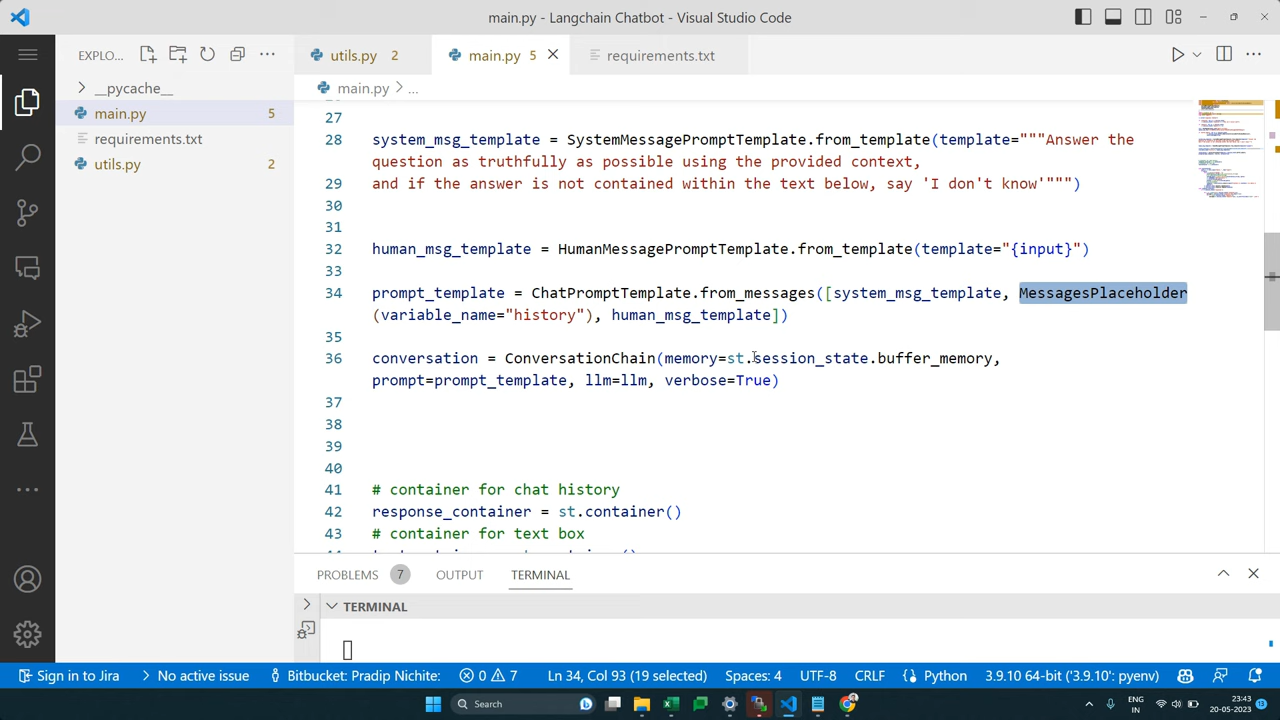 main.py - Langchain Chatbot - Visual Studio Code
EXPLO...
utils.py 2
main.py 5
requirements.txt
__pycache__
main.py > ...
main.py 5
requirements.txt
utils.py 2
27
28 system_msg_template = SystemMessagePromptTemplate.from_template(template="""Answer the
question as truthfully as possible using the provided context,
29 and if the answer is not contained within the text below, say 'I don't know'""")
30
31
32 human_msg_template = HumanMessagePromptTemplate.from_template(template="{input}")
33
34 prompt_template = ChatPromptTemplate.from_messages([system_msg_template, MessagesPlaceholder
(variable_name="history"), human_msg_template])
35
36 conversation = ConversationChain(memory=st.session_state.buffer_memory,
prompt=prompt_template, llm=llm, verbose=True)
37
38
39
40
41 # container for chat history
42 response_container = st.container()
43 # container for text box
PROBLEMS 7 OUTPUT TERMINAL
TERMINAL
Sign in to Jira No active issue Bitbucket: Pradip Nichite: 0 7 Ln 34, Col 93 (19 selected) Spaces: 4 UTF-8 CRLF Python 3.9.10 64-bit ('3.9.10': pyenv)
Search
ENG
IN
23:43
20-05-2023